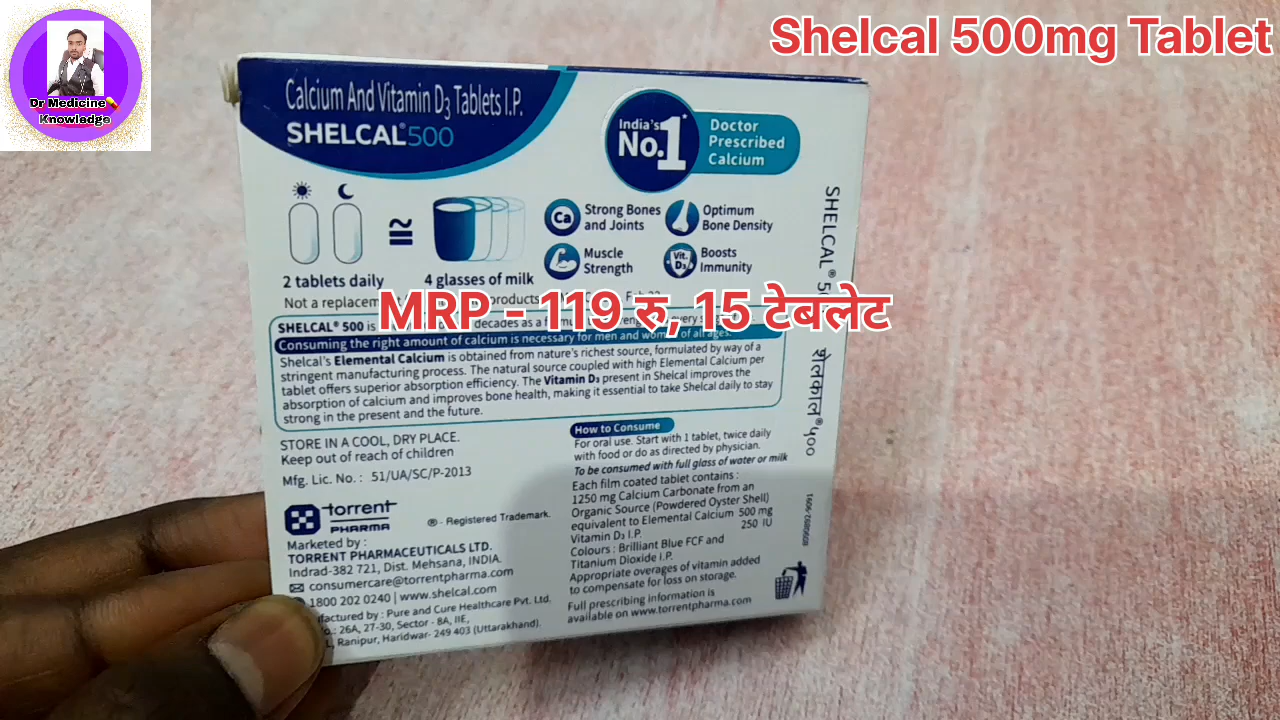 Shelcal 500mg Tablet
Dr Medicine
Knowledge
Calcium And Vitamin D3 Tablets I.P.
SHELCAL® 500
India's
No.1*
Doctor
Prescribed
Calcium
2 tablets daily
≅
4 glasses of milk
Ca
Strong Bones
and Joints
Optimum
Bone Density
Muscle
Strength
Vit.
D3
Boosts
Immunity
Not a replacement products
MRP - 119 रु, 15 टेबलेट
SHELCAL® 500 is decades as a
Consuming the right amount of calcium is necessary for men and women of all ages.
Shelcal's Elemental Calcium is obtained from nature's richest source, formulated by way of a
stringent manufacturing process. The natural source coupled with high Elemental Calcium per
tablet offers superior absorption efficiency. The Vitamin D₃ present in Shelcal improves the
absorption of calcium and improves bone health, making it essential to take Shelcal daily to stay
strong in the present and the future.
STORE IN A COOL, DRY PLACE.
Keep out of reach of children
Mfg. Lic. No. : 51/UA/SC/P-2013
torrent
PHARMA
® - Registered Trademark.
Marketed by :
TORRENT PHARMACEUTICALS LTD.
Indrad-382 721, Dist. Mehsana, INDIA.
consumercare@torrentpharma.com
1800 202 0240 | www.shelcal.com
by : Pure and Cure Healthcare Pvt. Ltd.
26A, 27-30, Sector - 8A, IIE,
Ranipur, Haridwar- 249 403 (Uttarakhand).
How to Consume
For oral use. Start with 1 tablet, twice daily
with food or do as directed by physician.
To be consumed with full glass of water or milk
Each film coated tablet contains :
1250 mg Calcium Carbonate from an
Organic Source (Powdered Oyster Shell)
equivalent to Elemental Calcium 500 mg
Vitamin D₃ I.P. 250 IU
Colours : Brilliant Blue FCF and
Titanium Dioxide I.P.
Appropriate overages of vitamin added
to compensate for loss on storage.
Full prescribing information is
available on www.torrentpharma.com
SHELCAL®
शेलकाल® ५००